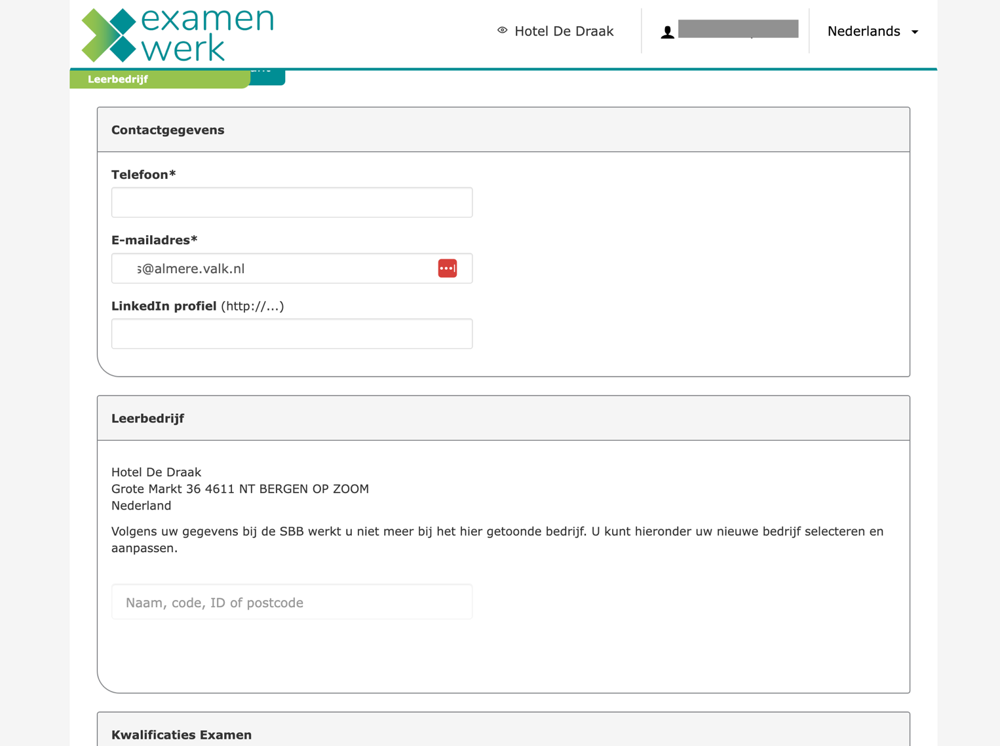 examen
werk
Hotel De Draak
Nederlands
Leerbedrijf
Contactgegevens
Telefoon*
E-mailadres*
s@almere.valk.nl
LinkedIn profiel (http://...)
Leerbedrijf
Hotel De Draak
Grote Markt 36 4611 NT BERGEN OP ZOOM
Nederland
Volgens uw gegevens bij de SBB werkt u niet meer bij het hier getoonde bedrijf. U kunt hieronder uw nieuwe bedrijf selecteren en
aanpassen.
Naam, code, ID of postcode
Kwalificaties Examen